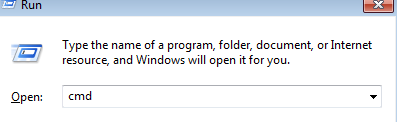 Run
Type the name of a program, folder, document, or Internet
resource, and Windows will open it for you.
Open: cmd